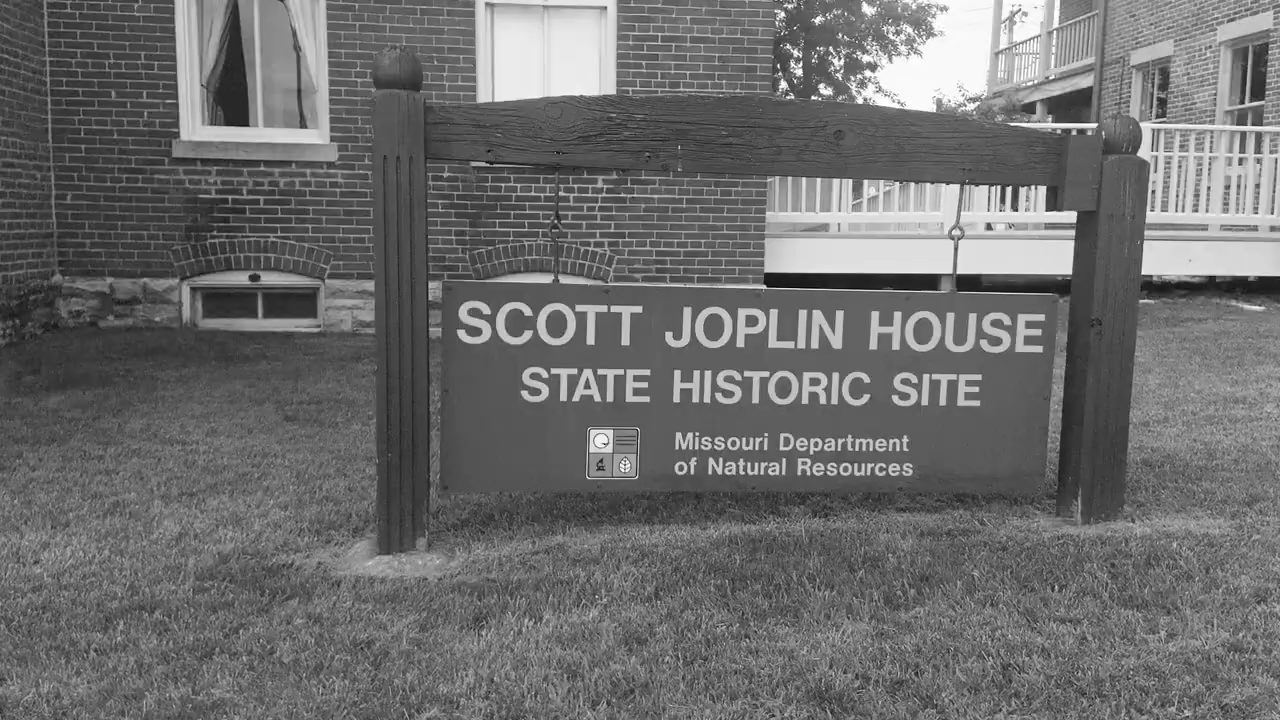 SCOTT JOPLIN HOUSE
STATE HISTORIC SITE
Missouri Department
of Natural Resources